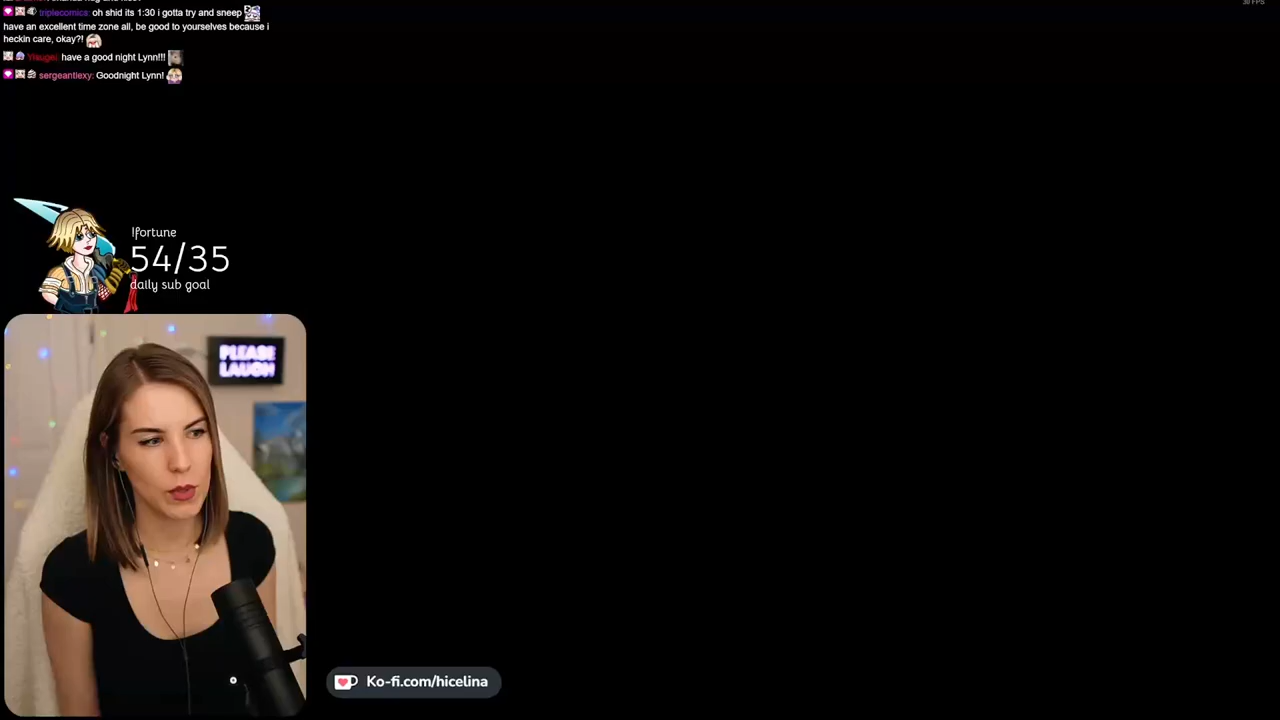 triplecomics: oh shid its 1:30 i gotta try and sneep
have an excellent time zone all, be good to yourselves because i
heckin care, okay?!
have a good night Lynn!!!
sergeantlexy: Goodnight Lynn!
!fortune
54/35
daily sub goal
PLEASE
LAUGH
Ko-fi.com/hicelina